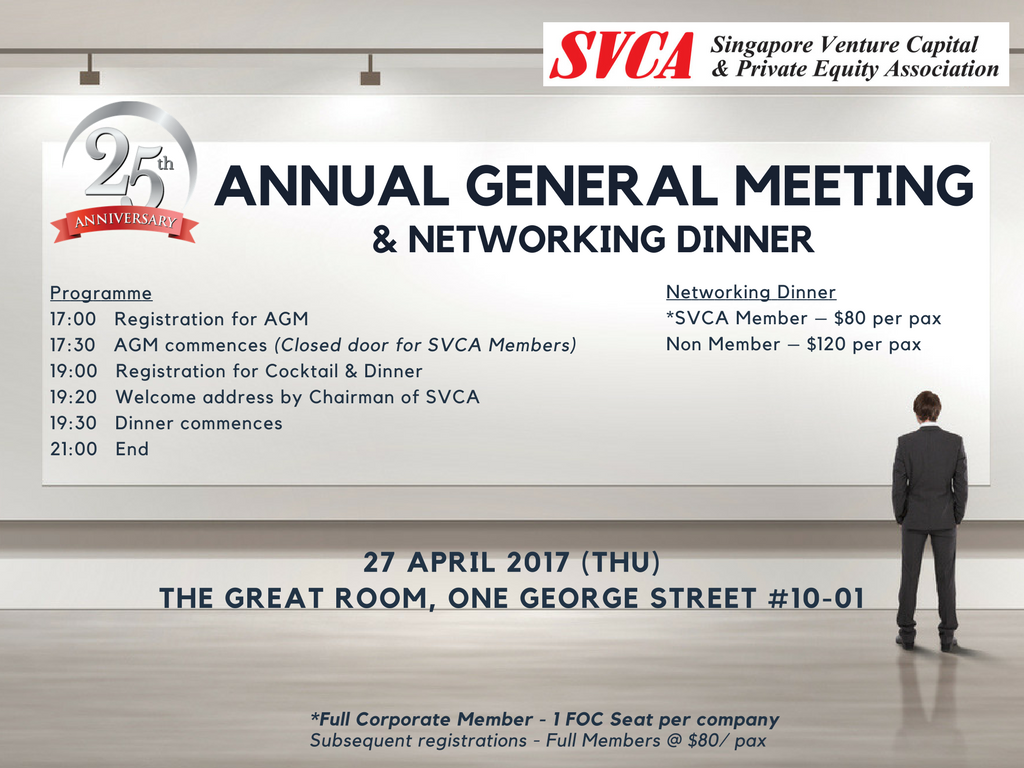 SVCA
Singapore Venture Capital
& Private Equity Association
25th
ANNIVERSARY
ANNUAL GENERAL MEETING
& NETWORKING DINNER
Programme
17:00 Registration for AGM
17:30 AGM commences (Closed door for SVCA Members)
19:00 Registration for Cocktail & Dinner
19:20 Welcome address by Chairman of SVCA
19:30 Dinner commences
21:00 End
Networking Dinner
*SVCA Member – $80 per pax
Non Member – $120 per pax
27 APRIL 2017 (THU)
THE GREAT ROOM, ONE GEORGE STREET #10-01
*Full Corporate Member - 1 FOC Seat per company
Subsequent registrations - Full Members @ $80/ pax